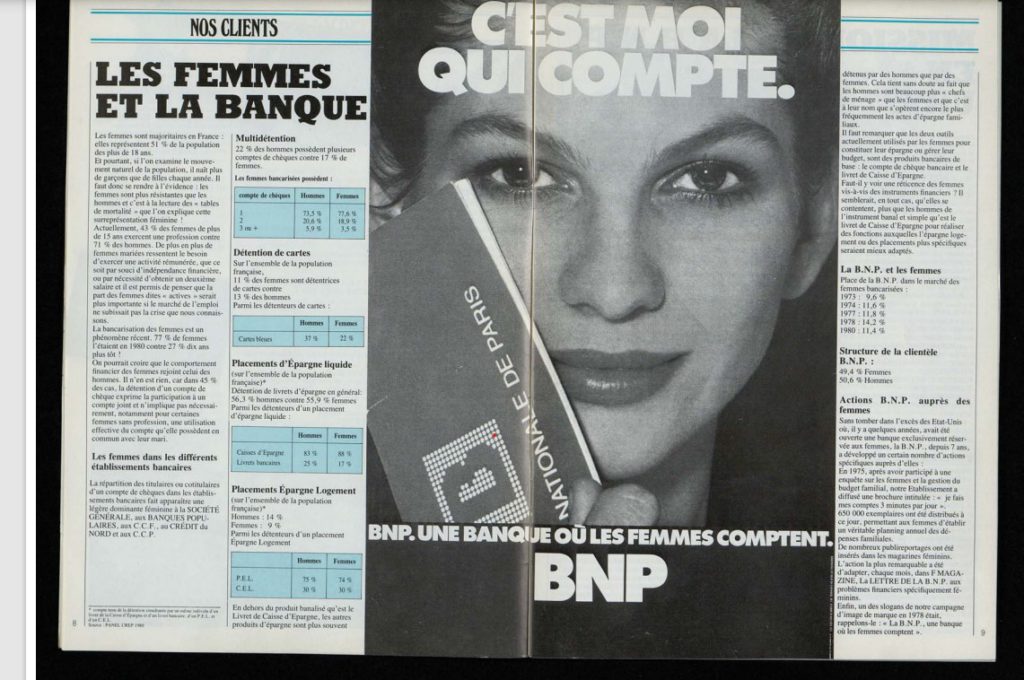 NOS CLIENTS
LES FEMMES
ET LA BANQUE
Les femmes sont majoritaires en France :
elles représentent 51 % de la population
des plus de 18 ans.
Et pourtant, si l'on examine le mouve-
ment naturel de la population, il naît plus
de garçons que de filles chaque année. Il
faut donc se rendre à l'évidence : les
femmes sont plus résistantes que les
hommes et c'est à la lecture des « tables
de mortalité » que l'on explique cette
surreprésentation féminine !
Actuellement, 43 % des femmes de plus
de 15 ans exercent une profession contre
71 % des hommes. De plus en plus de
femmes mariées ressentent le besoin
d'exercer une activité rémunérée, que ce
soit par souci d'indépendance financière,
ou par nécessité d'obtenir un deuxième
salaire et il est permis de penser que la
part des femmes dites « actives » serait
plus importante si le marché de l'emploi
ne subissait pas la crise que nous connais-
sons.
La bancarisation des femmes est un
phénomène récent. 77 % de femmes
l'étaient en 1980 contre 27 % dix ans
plus tôt !
On pourrait croire que le comportement
financier des femmes rejoint celui des
hommes. Il n'en est rien, car dans 45 %
des cas, la détention d'un compte de
chèque exprime la participation à un
compte joint et n'implique pas nécessai-
rement, notamment pour certaines
femmes sans profession, une utilisation
effective du compte qu'elles possèdent en
commun avec leur mari.
Les femmes dans les différents
établissements bancaires
La répartition des titulaires ou cotitulaires
d'un compte de chèques dans les établis-
sements bancaires fait apparaître une
légère dominante féminine à la SOCIÉTÉ
GÉNÉRALE, aux BANQUES POPU-
LAIRES, aux C.C.F., au CRÉDIT du
NORD et aux C.C.P.
Source : PANEL CREP 1980
8
Multidétention
22 % des hommes possèdent plusieurs
comptes de chèques contre 17 % de
femmes.
Les femmes bancarisées possèdent :
compte de chèques Hommes Femmes
1 73,5 % 77,6 %
2 20,6 % 18,9 %
3 ou + 5,9 % 3,5 %
Détention de cartes
Sur l'ensemble de la population
française,
11 % des femmes sont détentrices
de cartes contre
13 % des hommes
Parmi les détenteurs de cartes :
Hommes Femmes
Cartes bleues 37 % 22 %
Placements d'Épargne liquide
(sur l'ensemble de la population
française)*
Détention de livrets d'épargne en général:
56,3 % hommes contre 55,9 % femmes
Parmi les détenteurs d'un placement
d'épargne liquide :
Hommes Femmes
Caisses d'Épargne 83 % 88 %
Livrets bancaires 25 % 17 %
Placements Épargne Logement
(sur l'ensemble de la population
française)*
Hommes : 14 %
Femmes : 9 %
Parmi les détenteurs d'un placement
Épargne Logement
Hommes Femmes
P.E.L. 75 % 74 %
C.E.L. 30 % 30 %
En dehors du produit banalisé qu'est le
Livret de Caisse d'Epargne, les autres
produits d'épargne sont plus souvent
C'EST MOI
QUI COMPTE.
NATIONALE DE PARIS
BNP. UNE BANQUE OÙ LES FEMMES COMPTENT.
BNP
détenus par des hommes que par des
femmes. Cela tient sans doute au fait que
les hommes sont beaucoup plus « chefs
de ménage » que les femmes et que c'est
à leur nom que s'opèrent encore le plus
fréquemment les actes d'épargne fami-
liaux.
Il faut remarquer que les deux outils
actuellement utilisés par les femmes pour
constituer leur épargne ou gérer leur
budget, sont des produits bancaires de
base : le compte de chèque bancaire et le
livret de Caisse d'Epargne.
Faut-il y voir une réticence des femmes
vis-à-vis des instruments financiers ? Il
semblerait, en tout cas, qu'elles se
contentent, plus que les hommes de
l'instrument banal et simple qu'est le
livret de Caisse d'Epargne pour réaliser
des fonctions auxquelles l'épargne loge-
ment ou des placements plus spécifiques
seraient mieux adaptés.
La B.N.P. et les femmes
Place de la B.N.P. dans le marché des
femmes bancarisées :
1973 : 9,6 %
1974 : 11,6 %
1977 : 11,8 %
1978 : 14,2 %
1980 : 11,4 %
Structure de la clientèle
B.N.P. :
49,4 % Femmes
50,6 % Hommes
Actions B.N.P. auprès des
femmes
Sans tomber dans l'excès des Etats-Unis
où, il y a quelques années, avait été
ouverte une banque exclusivement réser-
vée aux femmes, la B.N.P., depuis 7 ans,
a développé un certain nombre d'actions
spécifiques auprès d'elles :
En 1975, après avoir participé à une
enquête sur les femmes et la gestion du
budget familial, notre Etablissement a
diffusé une brochure intitulée : « je fais
mes comptes 3 minutes par jour ».
650 000 exemplaires ont été distribués à
ce jour, permettant aux femmes d'établir
un véritable planning annuel des dé-
penses familiales.
De nombreux publireportages ont été
insérés dans les magazines féminins.
L'action la plus remarquable a été
d'adapter, chaque mois, dans F MAGA-
ZINE, La LETTRE DE LA B.N.P. aux
problèmes financiers spécifiquement fé-
minins.
Enfin, un des slogans de notre campagne
d'image de marque en 1978 était,
rappelons-le : « La B.N.P., une banque
où les femmes comptent ».
9